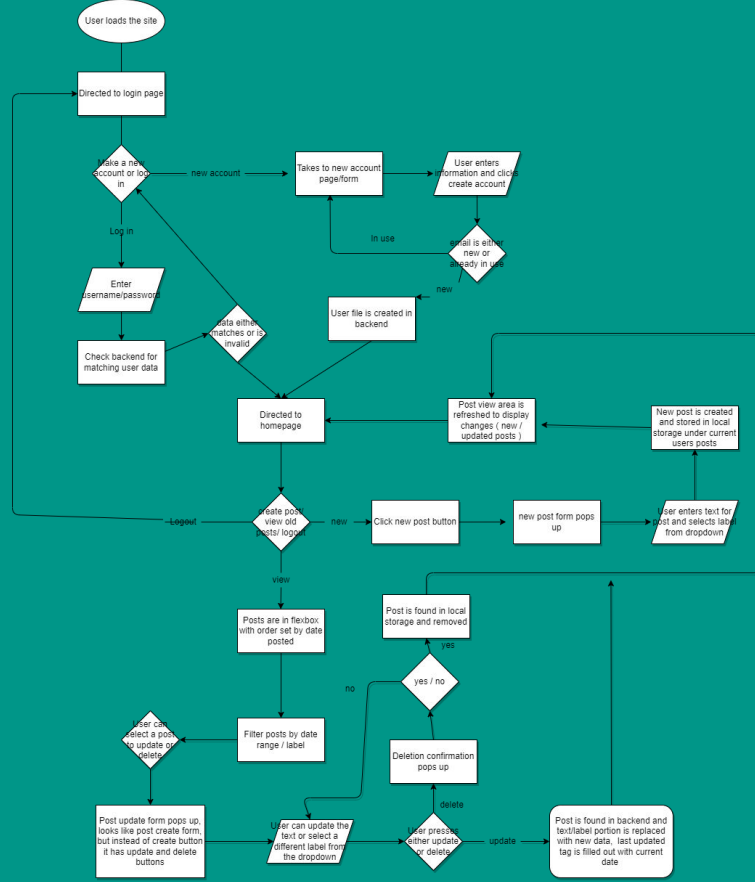 User loads the site
Directed to login page
Make a new
account or log
in
new account
Takes to new account
page/form
User enters
information and clicks
create account
Log in
In use
email is either
new or
already in use
Enter
username/password
new
User file is created in
backend
data either
matches or is
invalid
Check backend for
matching user data
Directed to
homepage
Post view area is
refreshed to display
changes ( new /
updated posts )
New post is created
and stored in local
storage under current
users posts
Logout
create post/
view old
posts/ logout
new
Click new post button
new post form pops
up
User enters text for
post and selects label
from dropdown
view
Posts are in flexbox
with order set by date
posted
Post is found in local
storage and removed
yes
yes / no
no
User can
select a post
to update or
delete
Filter posts by date
range / label
Deletion confirmation
pops up
delete
Post update form pops up,
looks like post create form,
but instead of create button
it has update and delete
buttons
User can update the
text or select a
different label from
the dropdown
User presses
either update
or delete
update
Post is found in backend and
text/label portion is replaced
with new data, last updated
tag is filled out with current
date